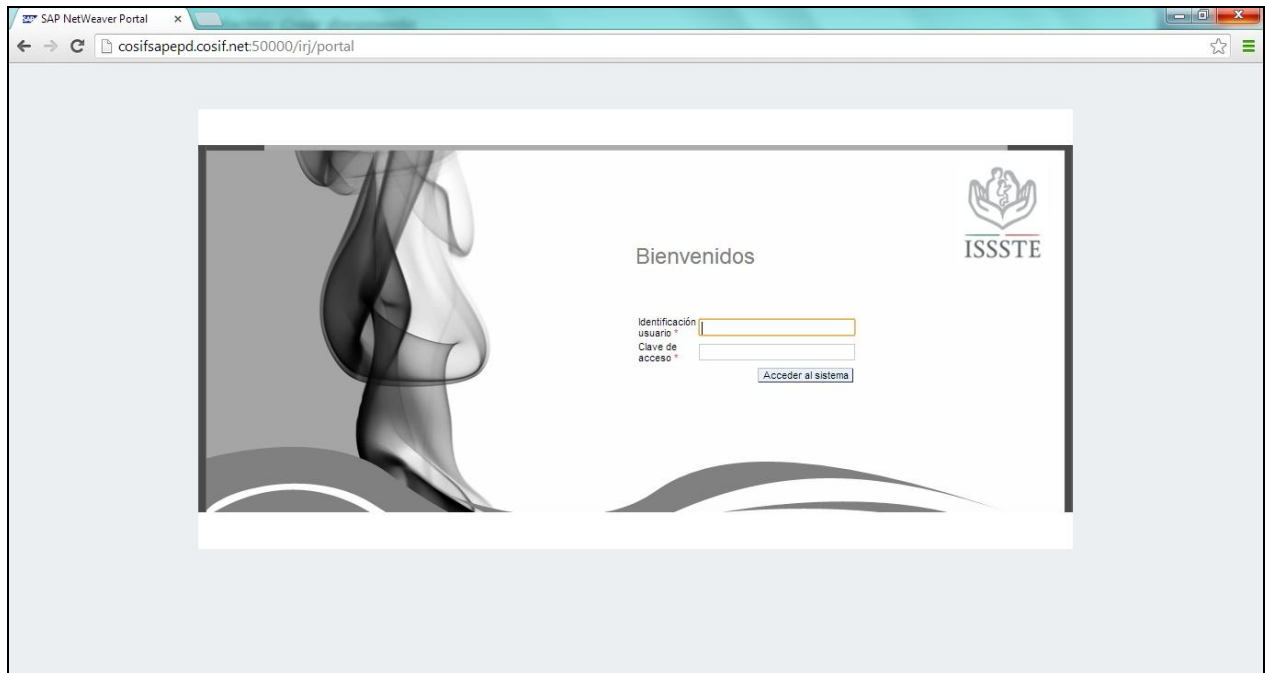 SAP NetWeaver Portal
cosifsapepd.cosif.net:50000/irj/portal
ISSSTE
Bienvenidos
Identificación
usuario *
Clave de
acceso *
Acceder al sistema